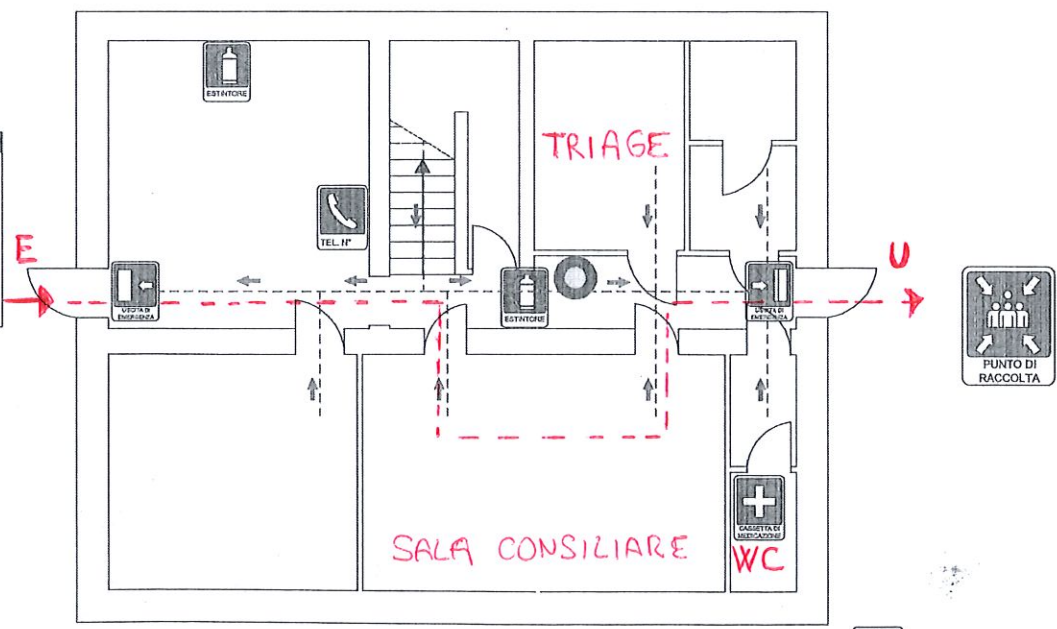 ESTINTORE
TRIAGE
TEL. N°
E
U
USCITA DI
EMERGENZA
ESTINTORE
USCITA DI
EMERGENZA
PUNTO DI
RACCOLTA
CASSETTA DI
MEDICAZIONE
SALA CONSILIARE
WC